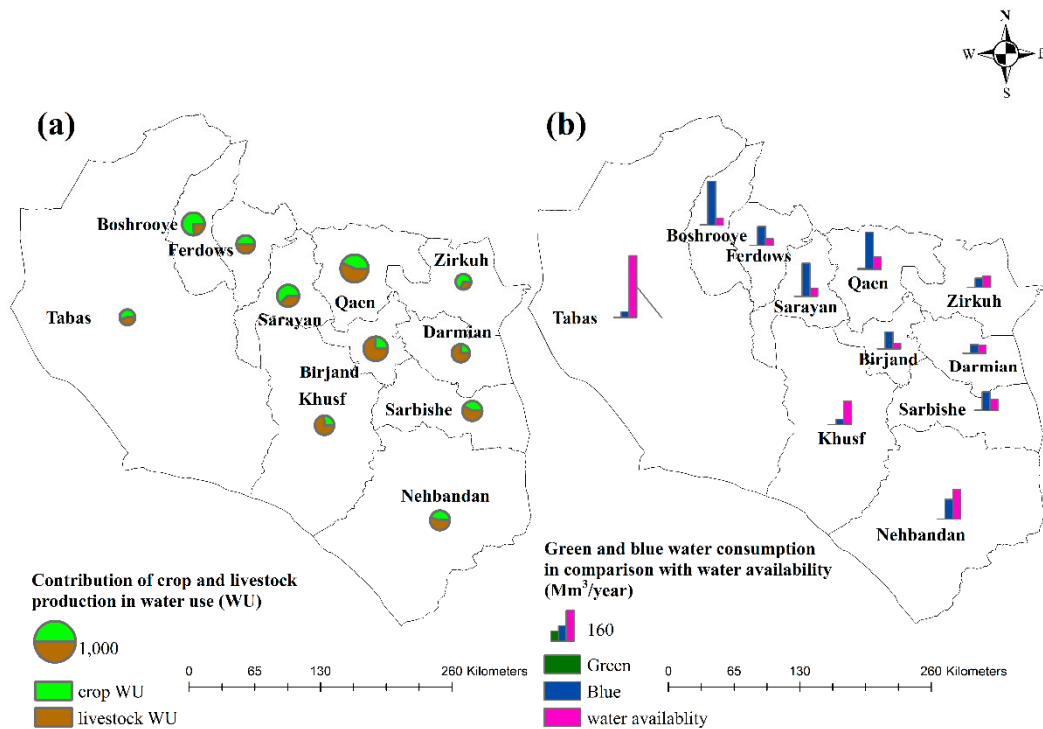 N
W
E
S
(a)
(b)
Boshrooye
Ferdows
Zirkuh
Qaen
Sarayan
Tabas
Darmian
Birjand
Khusf
Sarbishe
Nehbandan
Contribution of crop and livestock
production in water use (WU)
1,000
crop WU
livestock WU
0 65 130 260 Kilometers
Boshrooye
Ferdows
Qaen
Zirkuh
Sarayan
Tabas
Birjand
Darmian
Sarbishe
Khusf
Nehbandan
Green and blue water consumption
in comparison with water availability
(Mm³/year)
160
Green
Blue
water availablity
0 65 130 260 Kilometers